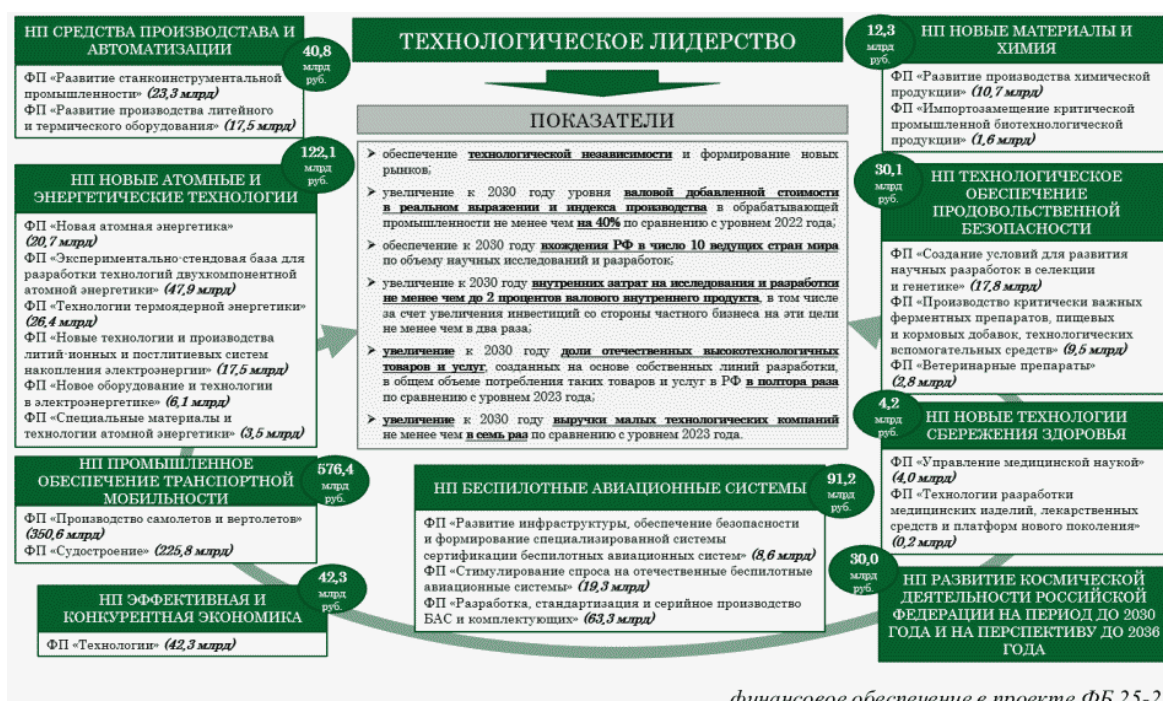 НП СРЕДСТВА ПРОИЗВОДСТАВА И
АВТОМАТИЗАЦИИ
40,8
млрд
руб.
ФП «Развитие станкоинструментальной
промышленности» (23,3 млрд)
ФП «Развитие производства литейного
и термического оборудования» (17,5 млрд)
122,1
млрд
руб.
НП НОВЫЕ АТОМНЫЕ И
ЭНЕРГЕТИЧЕСКИЕ ТЕХНОЛОГИИ
ФП «Новая атомная энергетика»
(20,7 млрд)
ФП «Экспериментально-стендовая база для
разработки технологий двухкомпонентной
атомной энергетики» (47,9 млрд)
ФП «Технологии термоядерной энергетики»
(26,4 млрд)
ФП «Новые технологии и производства
литий-ионных и постлитиевых систем
накопления электроэнергии» (17,5 млрд)
ФП «Новое оборудование и технологии
в электроэнергетике» (6,1 млрд)
ФП «Специальные материалы и
технологии атомной энергетики» (3,5 млрд)
НП ПРОМЫШЛЕННОЕ
ОБЕСПЕЧЕНИЕ ТРАНСПОРТНОЙ
МОБИЛЬНОСТИ
576,4
млрд
руб.
ФП «Производство самолетов и вертолетов»
(350,6 млрд)
ФП «Судостроение» (225,8 млрд)
42,3
млрд
руб.
НП ЭФФЕКТИВНАЯ И
КОНКУРЕНТНАЯ ЭКОНОМИКА
ФП «Технологии» (42,3 млрд)
ТЕХНОЛОГИЧЕСКОЕ ЛИДЕРСТВО
ПОКАЗАТЕЛИ
обеспечение технологической независимости и формирование новых
рынков;
увеличение к 2030 году уровня валовой добавленной стоимости
в реальном выражении и индекса производства в обрабатывающей
промышленности не менее чем на 40% по сравнению с уровнем 2022 года;
обеспечение к 2030 году вхождения РФ в число 10 ведущих стран мира
по объему научных исследований и разработок;
увеличение к 2030 году внутренних затрат на исследования и разработки
не менее чем до 2 процентов валового внутреннего продукта, в том числе
за счет увеличения инвестиций со стороны частного бизнеса на эти цели
не менее чем в два раза;
увеличение к 2030 году доли отечественных высокотехнологичных
товаров и услуг, созданных на основе собственных линий разработки,
в общем объеме потребления таких товаров и услуг в РФ в полтора раза
по сравнению с уровнем 2023 года;
увеличение к 2030 году выручки малых технологических компаний
не менее чем в семь раз по сравнению с уровнем 2023 года.
НП БЕСПИЛОТНЫЕ АВИАЦИОННЫЕ СИСТЕМЫ
91,2
млрд
руб.
ФП «Развитие инфраструктуры, обеспечение безопасности
и формирование специализированной системы
сертификации беспилотных авиационных систем» (8,6 млрд)
ФП «Стимулирование спроса на отечественные беспилотные
авиационные системы» (19,3 млрд)
ФП «Разработка, стандартизация и серийное производство
БАС и комплектующих» (63,3 млрд)
12,3
млрд
руб.
НП НОВЫЕ МАТЕРИАЛЫ И
ХИМИЯ
ФП «Развитие производства химической
продукции» (10,7 млрд)
ФП «Импортозамещение критической
промышленной биотехнологической
продукции» (1,6 млрд)
30,1
млрд
руб.
НП ТЕХНОЛОГИЧЕСКОЕ
ОБЕСПЕЧЕНИЕ
ПРОДОВОЛЬСТВЕННОЙ
БЕЗОПАСНОСТИ
ФП «Создание условий для развития
научных разработок в селекции
и генетике» (17,8 млрд)
ФП «Производство критически важных
ферментных препаратов, пищевых
и кормовых добавок, технологических
вспомогательных средств» (9,5 млрд)
ФП «Ветеринарные препараты»
(2,8 млрд)
4,2
млрд
руб.
НП НОВЫЕ ТЕХНОЛОГИИ
СБЕРЕЖЕНИЯ ЗДОРОВЬЯ
ФП «Управление медицинской наукой»
(4,0 млрд)
ФП «Технологии разработки
медицинских изделий, лекарственных
средств и платформ нового поколения»
(0,2 млрд)
30,0
млрд
руб.
НП РАЗВИТИЕ КОСМИЧЕСКОЙ
ДЕЯТЕЛЬНОСТИ РОССИЙСКОЙ
ФЕДЕРАЦИИ НА ПЕРИОД ДО 2030
ГОДА И НА ПЕРСПЕКТИВУ ДО 2036
ГОДА
финансовое обеспечение в проекте ФБ 25-2